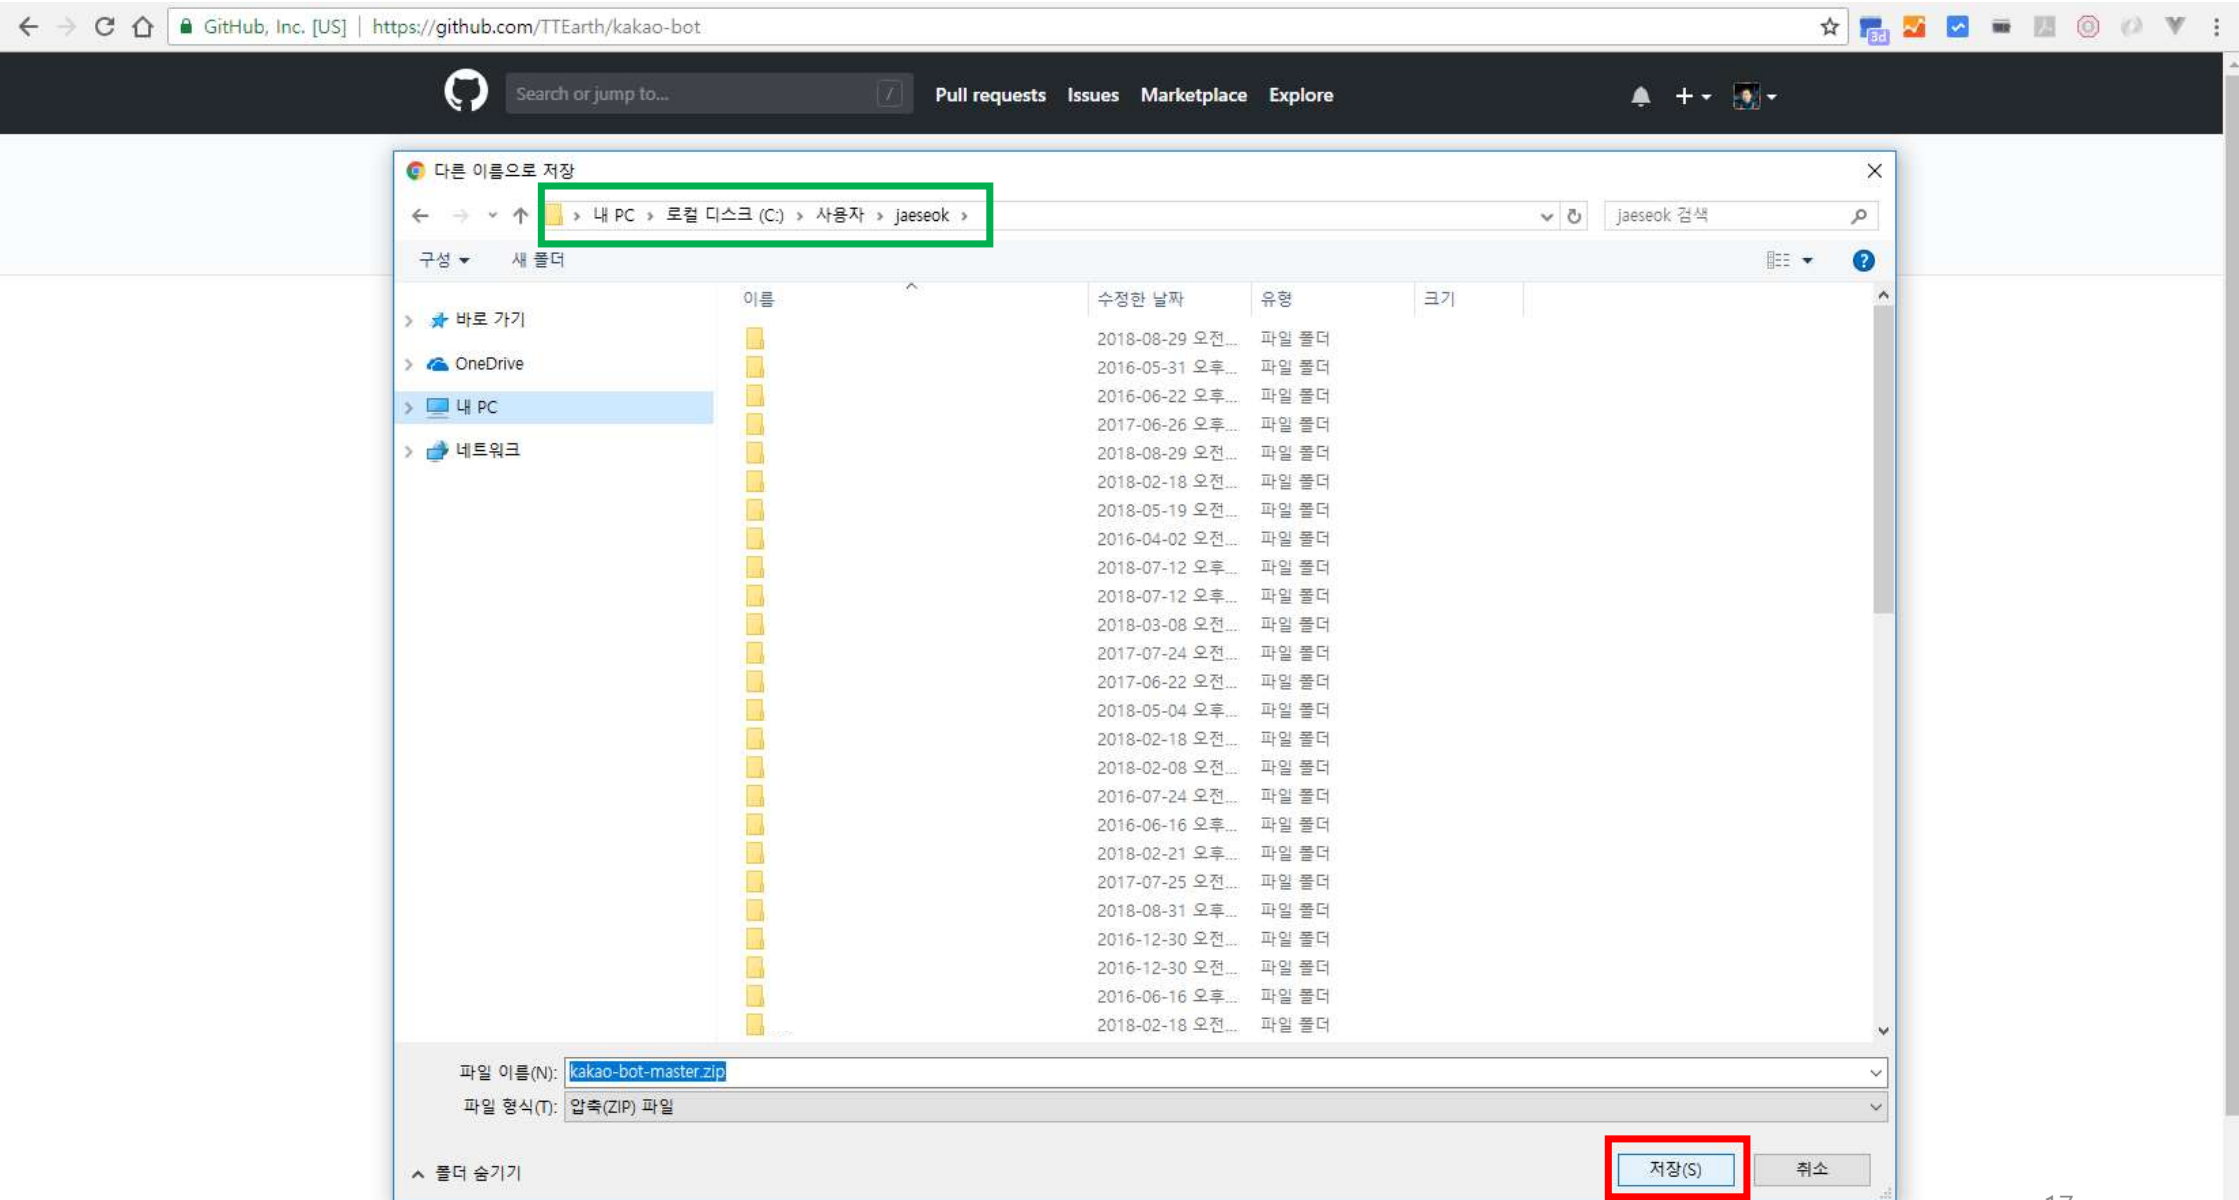 GitHub, Inc. [US] | https://github.com/TTEarth/kakao-bot
3d
Search or jump to... / Pull requests Issues Marketplace Explore
다른 이름으로 저장
내 PC > 로컬 디스크 (C:) > 사용자 > jaeseok >
jaeseok 검색
구성 새 폴더
이름 수정한 날짜 유형 크기
바로 가기
OneDrive
내 PC
네트워크
2018-08-29 오전... 파일 폴더
2016-05-31 오후... 파일 폴더
2016-06-22 오후... 파일 폴더
2017-06-26 오후... 파일 폴더
2018-08-29 오전... 파일 폴더
2018-02-18 오전... 파일 폴더
2018-05-19 오전... 파일 폴더
2016-04-02 오전... 파일 폴더
2018-07-12 오후... 파일 폴더
2018-07-12 오후... 파일 폴더
2018-03-08 오전... 파일 폴더
2017-07-24 오전... 파일 폴더
2017-06-22 오전... 파일 폴더
2018-05-04 오후... 파일 폴더
2018-02-18 오전... 파일 폴더
2018-02-08 오전... 파일 폴더
2016-07-24 오전... 파일 폴더
2016-06-16 오후... 파일 폴더
2018-02-21 오후... 파일 폴더
2017-07-25 오전... 파일 폴더
2018-08-31 오후... 파일 폴더
2016-12-30 오전... 파일 폴더
2016-12-30 오전... 파일 폴더
2016-06-16 오후... 파일 폴더
2018-02-18 오전... 파일 폴더
파일 이름(N): kakao-bot-master.zip
파일 형식(T): 압축(ZIP) 파일
폴더 숨기기
저장(S) 취소